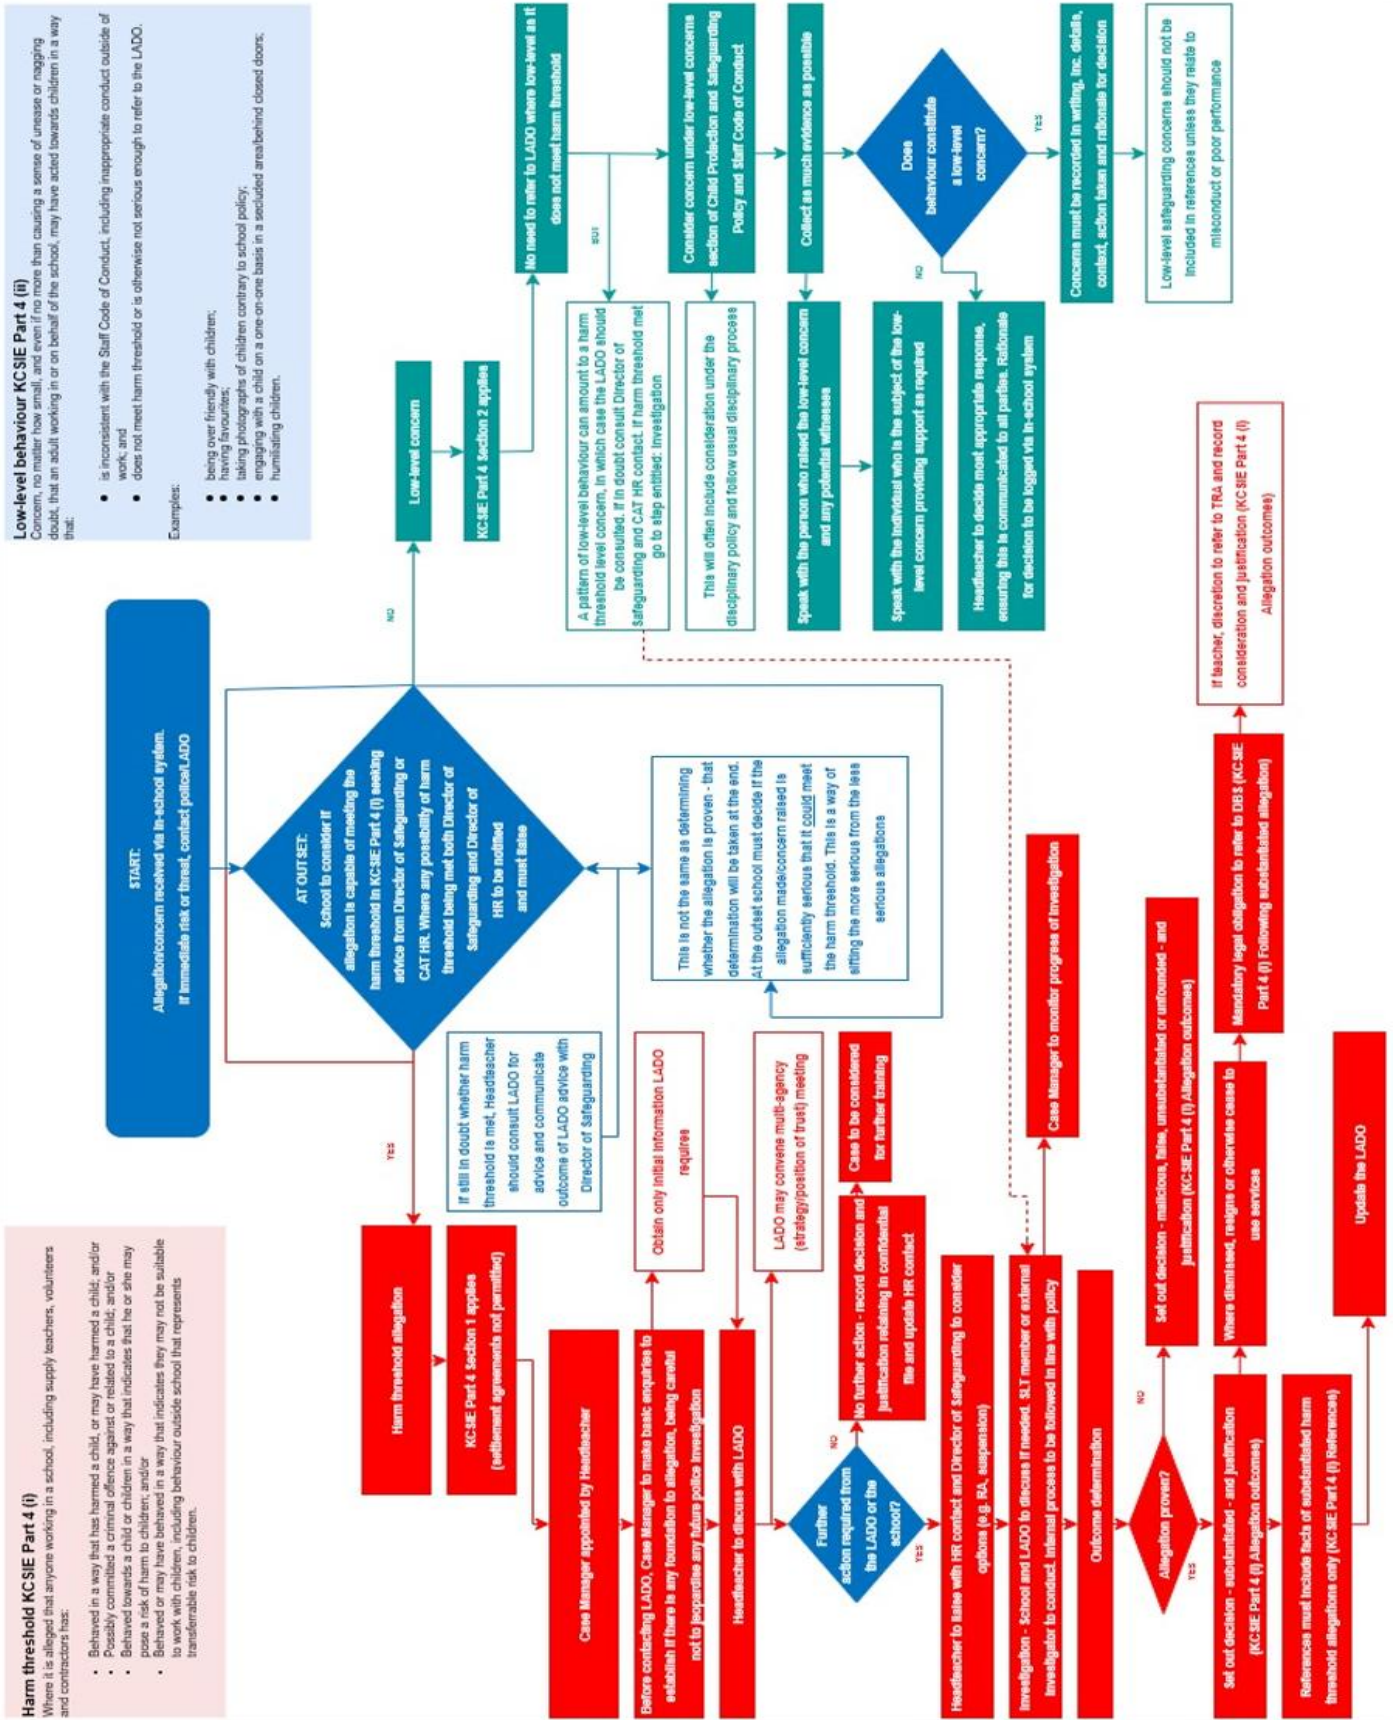 Harm threshold KCSIE Part 4 (i)
Where it is alleged that anyone working in a school, including supply teachers, volunteers
and contractors has:
• Behaved in a way that has harmed a child, or may have harmed a child; and/or
• Possibly committed a criminal offence against or related to a child; and/or
• Behaved towards a child or children in a way that indicates that he or she may
pose a risk of harm to children; and/or
• Behaved or may have behaved in a way that indicates they may not be suitable
to work with children, including behaviour outside school that represents
transferrable risk to children.
START:
Allegation/concern received via in-school system.
If immediate risk or threat, contact police/LADO
Low-level behaviour KCSIE Part 4 (ii)
Concern, no matter how small, and even if no more than causing a sense of unease or nagging
doubt, that an adult working in or on behalf of the school, may have acted towards children in a way
that:
• is inconsistent with the Staff Code of Conduct, including inappropriate conduct outside of
work; and
• does not meet harm threshold or is otherwise not serious enough to refer to the LADO.
Examples:
• being over friendly with children;
• having favourites;
• taking photographs of children contrary to school policy;
• engaging with a child on a one-on-one basis in a secluded area/behind closed doors;
• humiliating children.
AT OUTSET:
School to consider if
allegation is capable of meeting the
harm threshold in KCSIE Part 4 (i) seeking
advice from Director of Safeguarding or
CAT HR. Where any possibility of harm
threshold being met both Director of
Safeguarding and Director of
HR to be notified
and must liaise
YES
NO
If still in doubt whether harm
threshold is met, Headteacher
should consult LADO for
advice and communicate
outcome of LADO advice with
Director of Safeguarding
This is not the same as determining
whether the allegation is proven - that
determination will be taken at the end.
At the outset school must decide if the
allegation made/concern raised is
sufficiently serious that it could meet
the harm threshold. This is a way of
sifting the more serious from the less
serious allegations
Harm threshold allegation
KCSIE Part 4 Section 1 applies
(settlement agreements not permitted)
Case Manager appointed by Headteacher
Before contacting LADO, Case Manager to make basic enquiries to
establish if there is any foundation to allegation, being careful
not to jeopardise any future police investigation
Obtain only initial information LADO
requires
Headteacher to discuss with LADO
LADO may convene multi-agency
(strategy/position of trust) meeting
Further
action required from
the LADO or the
school?
NO
No further action - record decision and
justification retaining in confidential
file and update HR contact
Case to be considered
for further training
YES
Headteacher to liaise with HR contact and Director of Safeguarding to consider
options (e.g. RA, suspension)
Investigation - School and LADO to discuss if needed. SLT member or external
investigator to conduct. Internal process to be followed in line with policy
Case Manager to monitor progress of investigation
Outcome determination
Allegation proven?
NO
Set out decision - malicious, false, unsubstantiated or unfounded - and
justification (KCSIE Part 4 (i) Allegation outcomes)
YES
Set out decision - substantiated - and justification
(KCSIE Part 4 (i) Allegation outcomes)
Where dismissed, resigns or otherwise cease to
use services
Mandatory legal obligation to refer to DBS (KCSIE
Part 4 (i) Following substantiated allegation)
If teacher, discretion to refer to TRA and record
consideration and justification (KCSIE Part 4 (i)
Allegation outcomes)
References must include facts of substantiated harm
threshold allegations only (KCSIE Part 4 (i) References)
Update the LADO
Low-level concern
KCSIE Part 4 Section 2 applies
No need to refer to LADO where low-level as it
does not meet harm threshold
BUT
A pattern of low-level behaviour can amount to a harm
threshold level concern, in which case the LADO should
be consulted. If in doubt consult Director of
Safeguarding and CAT HR contact. If harm threshold met
go to step entitled: Investigation
Consider concern under low-level concerns
section of Child Protection and Safeguarding
Policy and Staff Code of Conduct
This will often include consideration under the
disciplinary policy and follow usual disciplinary process
Collect as much evidence as possible
Speak with the person who raised the low-level concern
and any potential witnesses
Speak with the individual who is the subject of the low-
level concern providing support as required
Does
behaviour constitute
a low-level
concern?
NO
Headteacher to decide most appropriate response,
ensuring this is communicated to all parties. Rationale
for decision to be logged via in-school system
YES
Concerns must be recorded in writing, inc. details,
context, action taken and rationale for decision
Low-level safeguarding concerns should not be
included in references unless they relate to
misconduct or poor performance